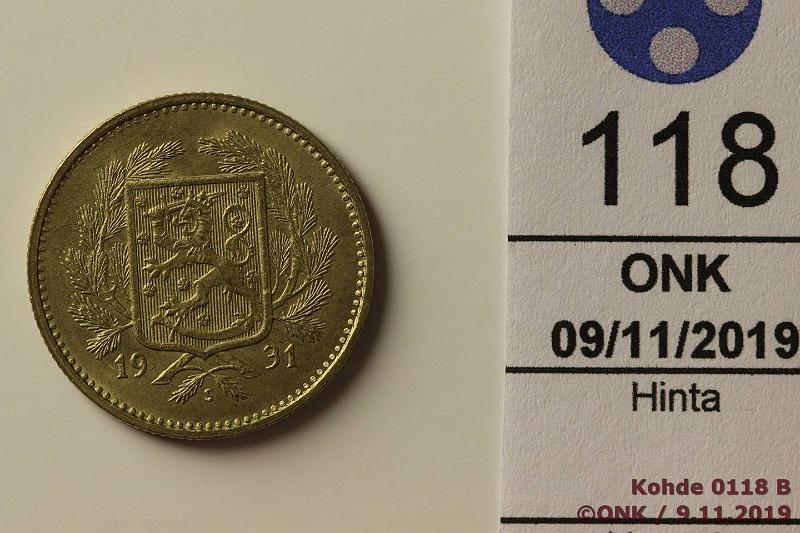 19 31
S
118
ONK
09/11/2019
Hinta
Kohde 0118 B
©ONK / 9.11.2019